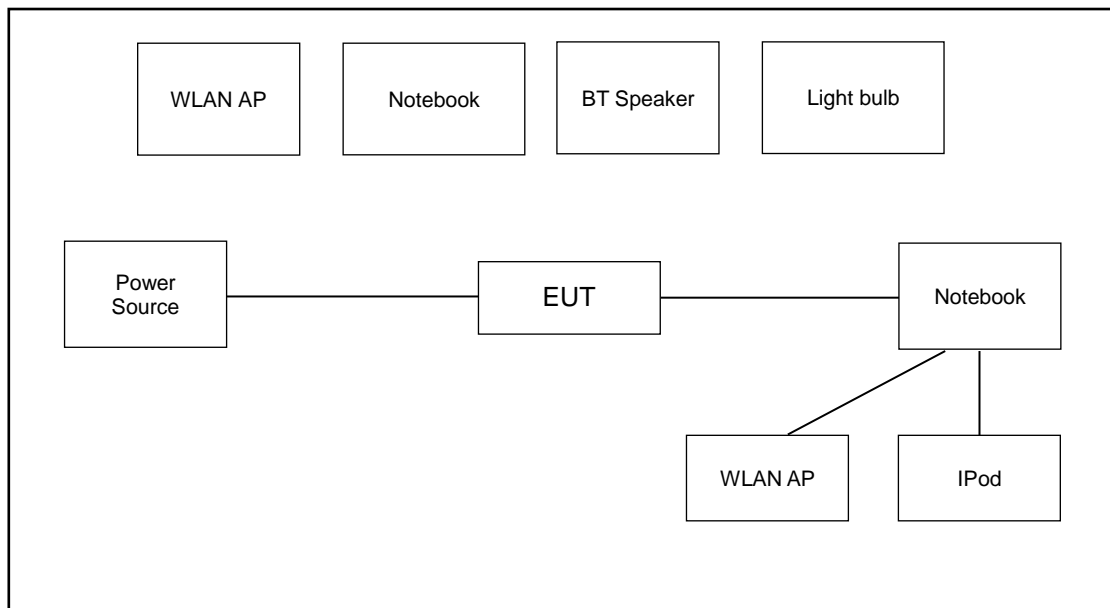 WLAN AP
Notebook
BT Speaker
Light bulb
Power
Source
EUT
Notebook
WLAN AP
IPod